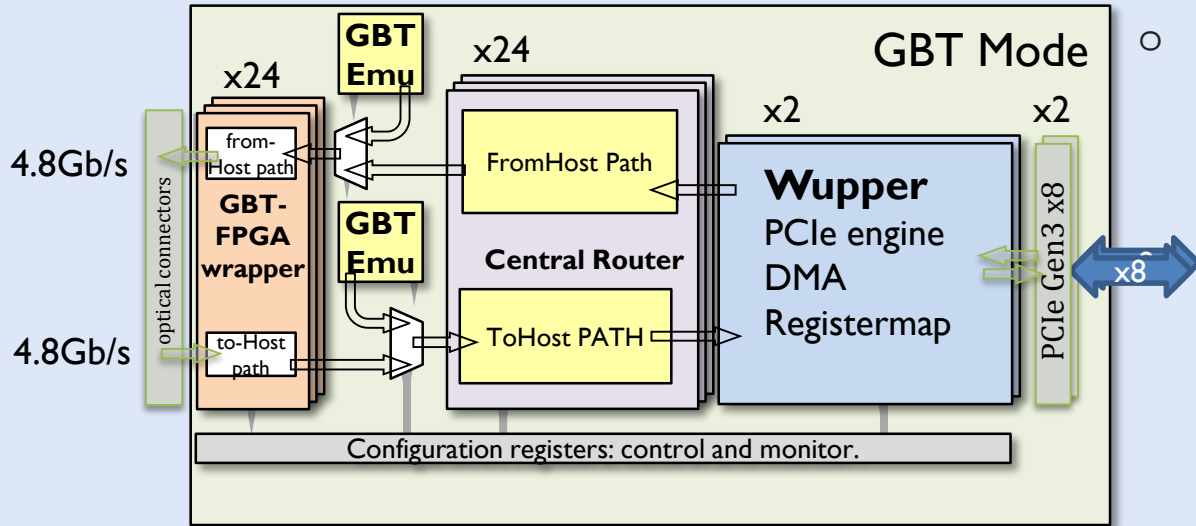 GBT Mode
x24
4.8Gb/s
4.8Gb/s
optical connectors
from-
Host path
GBT-
FPGA
wrapper
to-Host
path
GBT
Emu
GBT
Emu
x24
FromHost Path
Central Router
ToHost PATH
x2
Wupper
PCIe engine
DMA
Registermap
x2
PCIe Gen3 x8
x8
Configuration registers: control and monitor.